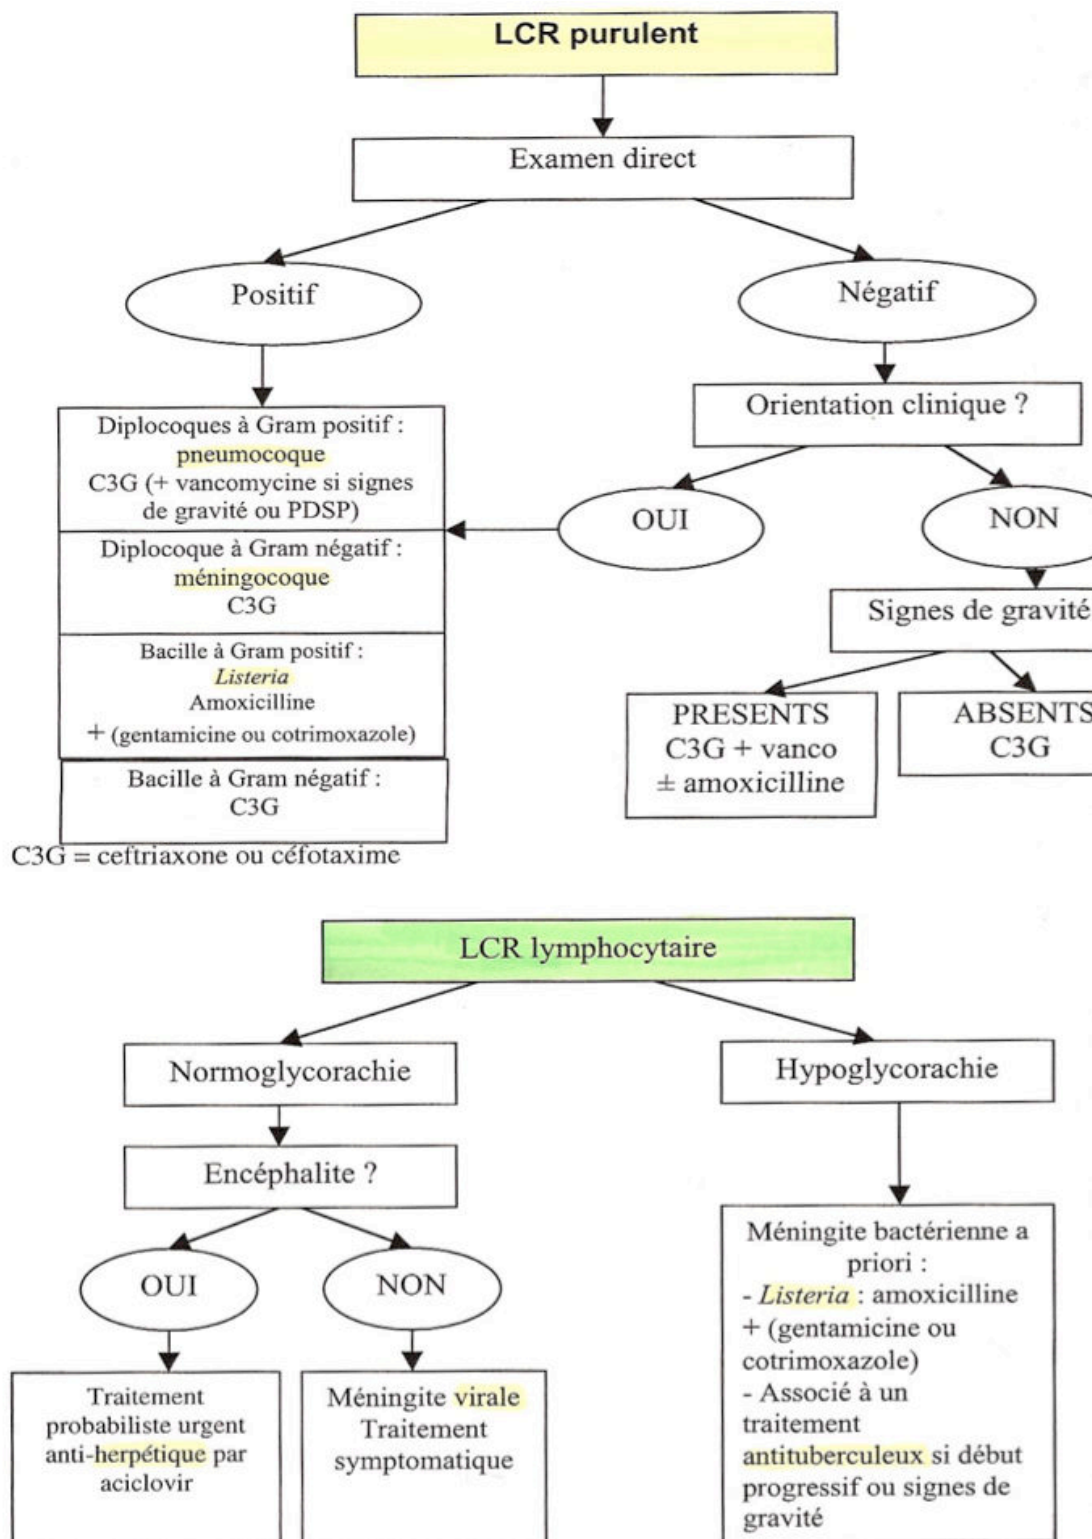 LCR purulent
Examen direct
Positif
Négatif
Diplocoques à Gram positif :
pneumocoque
C3G (+ vancomycine si signes
de gravité ou PDSP)
Diplocoque à Gram négatif :
méningocoque
C3G
Bacille à Gram positif :
Listeria
Amoxicilline
+ (gentamicine ou cotrimoxazole)
Bacille à Gram négatif :
C3G
Orientation clinique ?
OUI
NON
Signes de gravité
PRESENTS
C3G + vanco
± amoxicilline
ABSENTS
C3G
C3G = ceftriaxone ou céfotaxime
LCR lymphocytaire
Normoglycorachie
Hypoglycorachie
Encéphalite ?
OUI
NON
Traitement
probabiliste urgent
anti-herpétique par
aciclovir
Méningite virale
Traitement
symptomatique
Méningite bactérienne a
priori :
- Listeria : amoxicilline
+ (gentamicine ou
cotrimoxazole)
- Associé à un
traitement
antituberculeux si début
progressif ou signes de
gravité